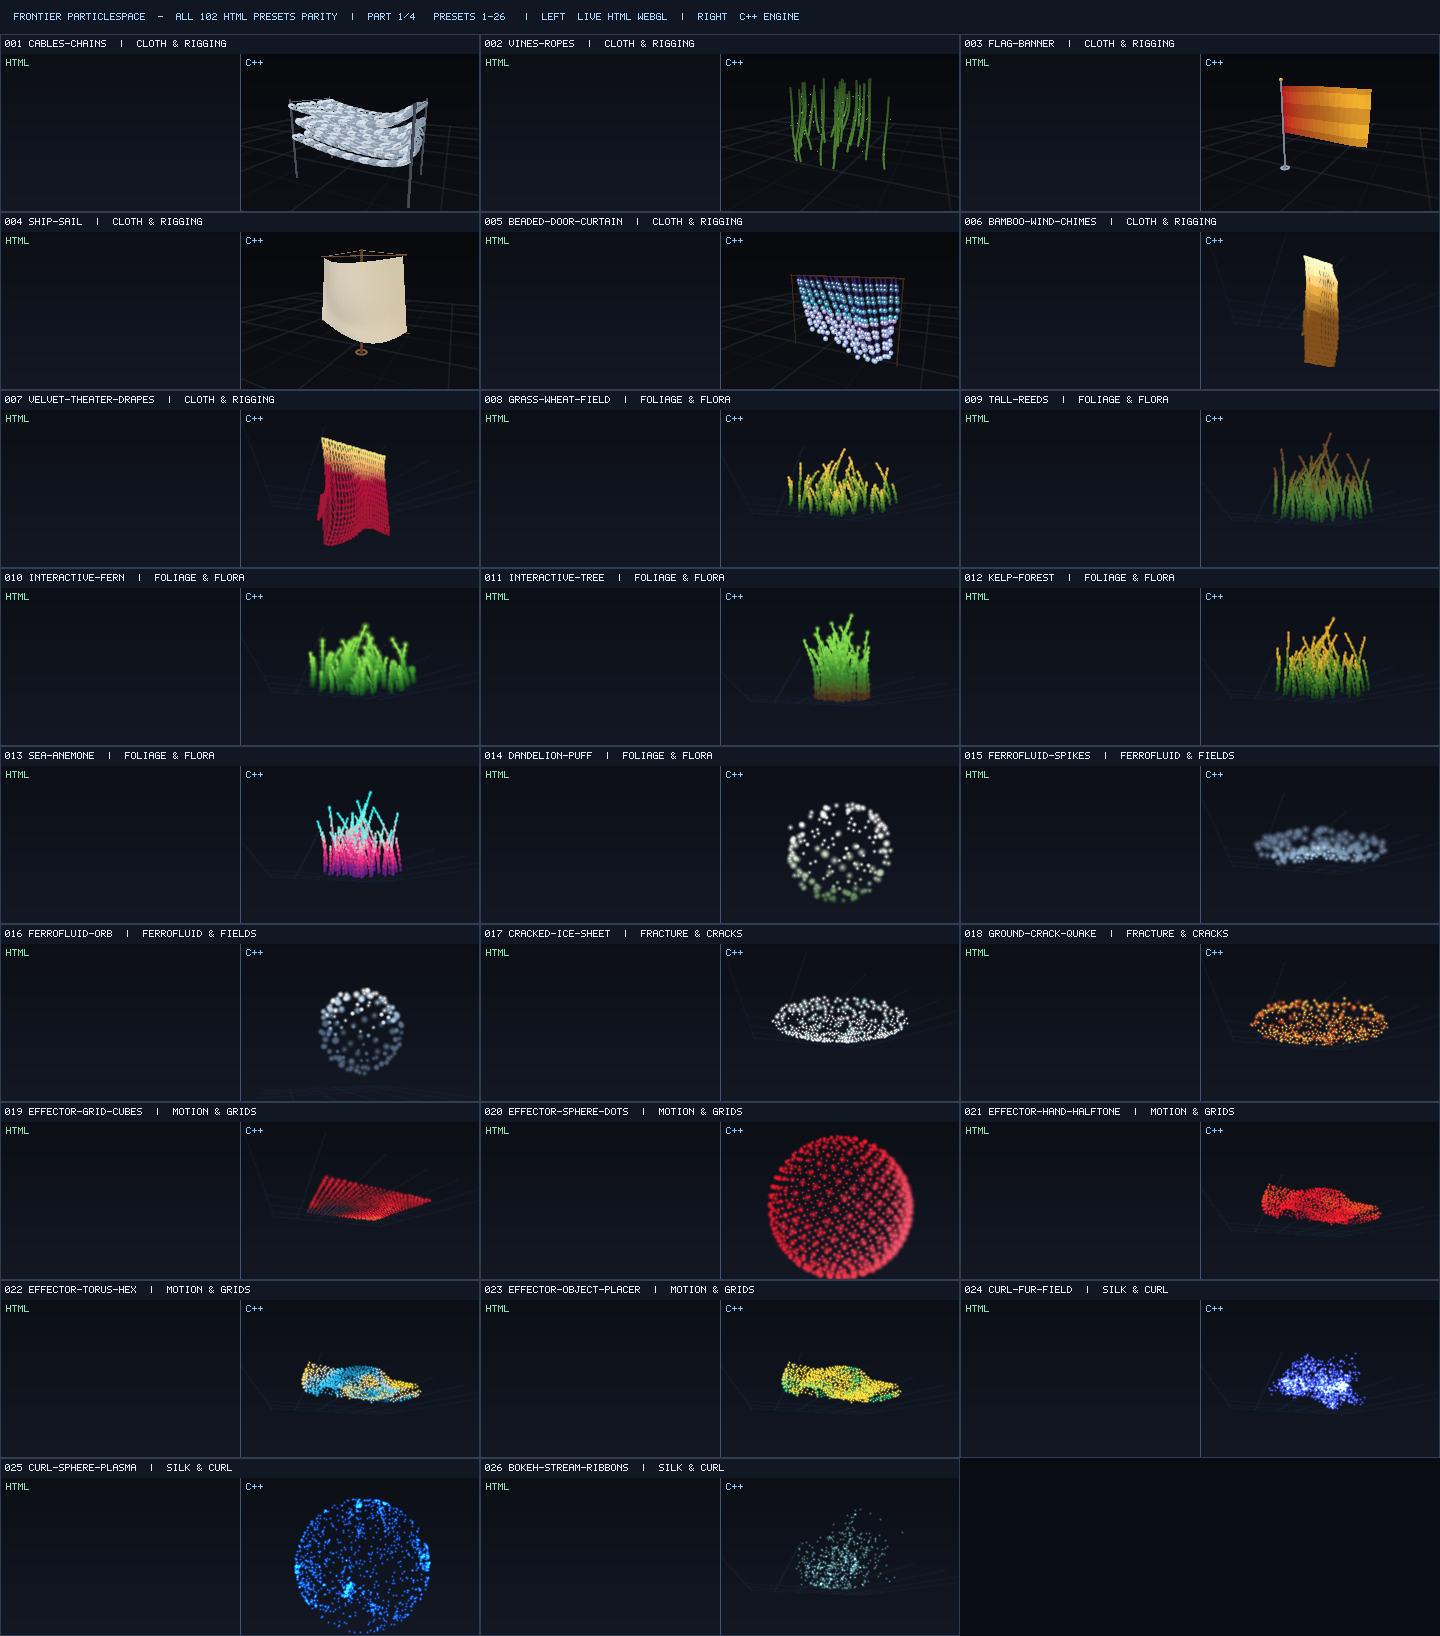 FRONTIER PARTICLESPACE – ALL 102 HTML PRESETS PARITY | PART 1/4 PRESETS 1-26 | LEFT LIVE HTML WEBGL | RIGHT C++ ENGINE
001 CABLES-CHAINS | CLOTH & RIGGING
002 VINES-ROPES | CLOTH & RIGGING
003 FLAG-BANNER | CLOTH & RIGGING
HTML C++ HTML C++ HTML C++
004 SHIP-SAIL | CLOTH & RIGGING
005 BEADED-DOOR-CURTAIN | CLOTH & RIGGING
006 BAMBOO-WIND-CHIMES | CLOTH & RIGGING
HTML C++ HTML C++ HTML C++
007 VELVET-THEATER-DRAPES | CLOTH & RIGGING
008 GRASS-WHEAT-FIELD | FOLIAGE & FLORA
009 TALL-REEDS | FOLIAGE & FLORA
HTML C++ HTML C++ HTML C++
010 INTERACTIVE-FERN | FOLIAGE & FLORA
011 INTERACTIVE-TREE | FOLIAGE & FLORA
012 KELP-FOREST | FOLIAGE & FLORA
HTML C++ HTML C++ HTML C++
013 SEA-ANEMONE | FOLIAGE & FLORA
014 DANDELION-PUFF | FOLIAGE & FLORA
015 FERROFLUID-SPIKES | FERROFLUID & FIELDS
HTML C++ HTML C++ HTML C++
016 FERROFLUID-ORB | FERROFLUID & FIELDS
017 CRACKED-ICE-SHEET | FRACTURE & CRACKS
018 GROUND-CRACK-QUAKE | FRACTURE & CRACKS
HTML C++ HTML C++ HTML C++
019 EFFECTOR-GRID-CUBES | MOTION & GRIDS
020 EFFECTOR-SPHERE-DOTS | MOTION & GRIDS
021 EFFECTOR-HAND-HALFTONE | MOTION & GRIDS
HTML C++ HTML C++ HTML C++
022 EFFECTOR-TORUS-HEX | MOTION & GRIDS
023 EFFECTOR-OBJECT-PLACER | MOTION & GRIDS
024 CURL-FUR-FIELD | SILK & CURL
HTML C++ HTML C++ HTML C++
025 CURL-SPHERE-PLASMA | SILK & CURL
026 BOKEH-STREAM-RIBBONS | SILK & CURL
HTML C++ HTML C++